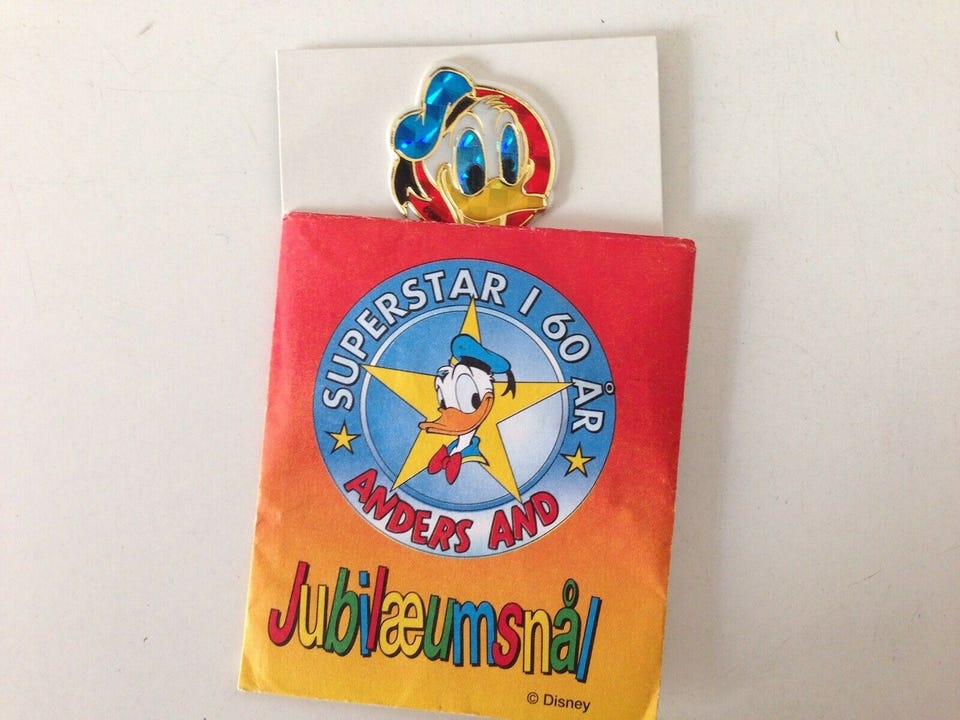 SUPERSTAR I 60 ÅR
ANDERS AND
Jubilæumsnål
© Disney